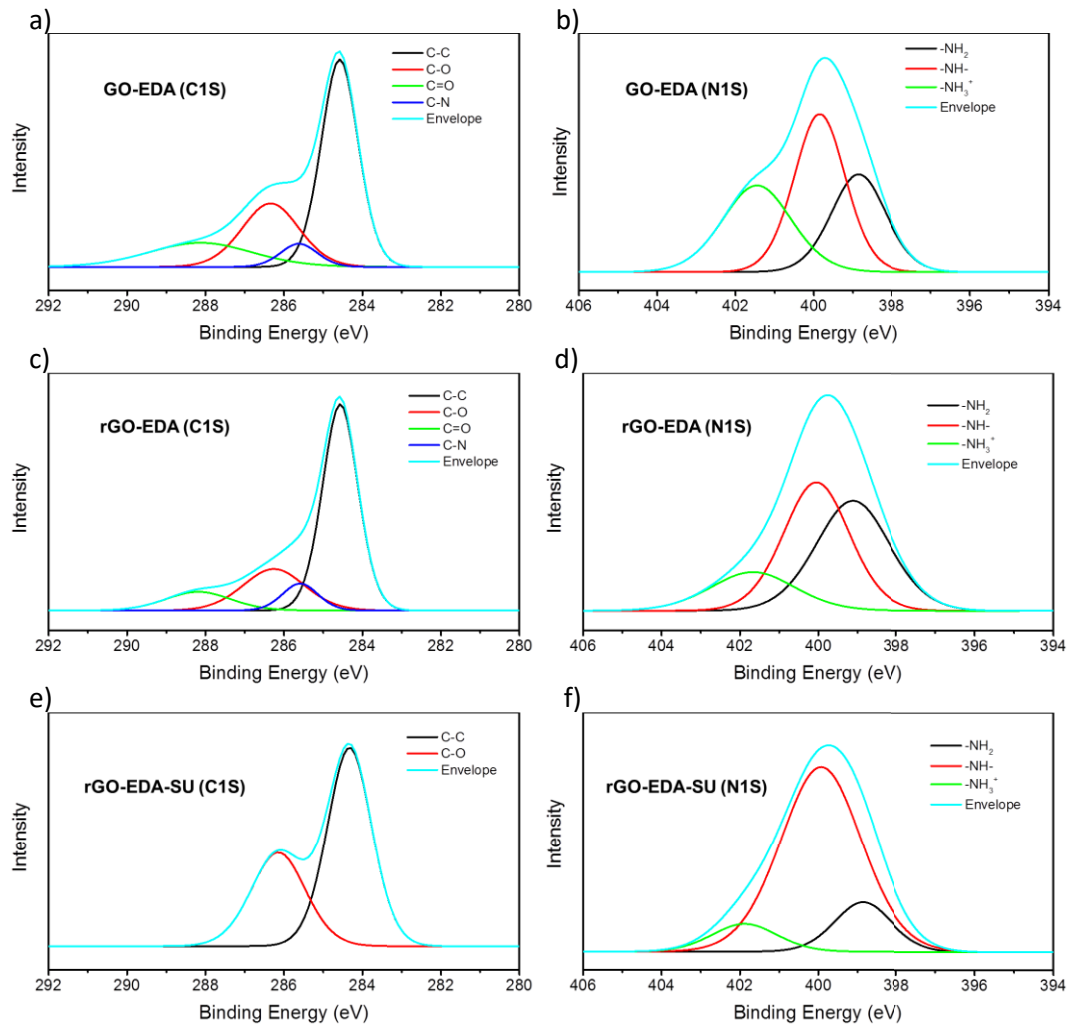 a)
GO-EDA (C1S)
C-C
C-O
C=O
C-N
Envelope
Intensity
292 290 288 286 284 282 280
Binding Energy (eV)
b)
GO-EDA (N1S)
-NH2
-NH-
-NH3+
Envelope
Intensity
406 404 402 400 398 396 394
Binding Energy (eV)
c)
rGO-EDA (C1S)
C-C
C-O
C=O
C-N
Envelope
Intensity
292 290 288 286 284 282 280
Binding Energy (eV)
d)
rGO-EDA (N1S)
-NH2
-NH-
-NH3+
Envelope
Intensity
406 404 402 400 398 396 394
Binding Energy (eV)
e)
rGO-EDA-SU (C1S)
C-C
C-O
Envelope
Intensity
292 290 288 286 284 282 280
Binding Energy (eV)
f)
rGO-EDA-SU (N1S)
-NH2
-NH-
-NH3+
Envelope
Intensity
406 404 402 400 398 396 394
Binding Energy (eV)